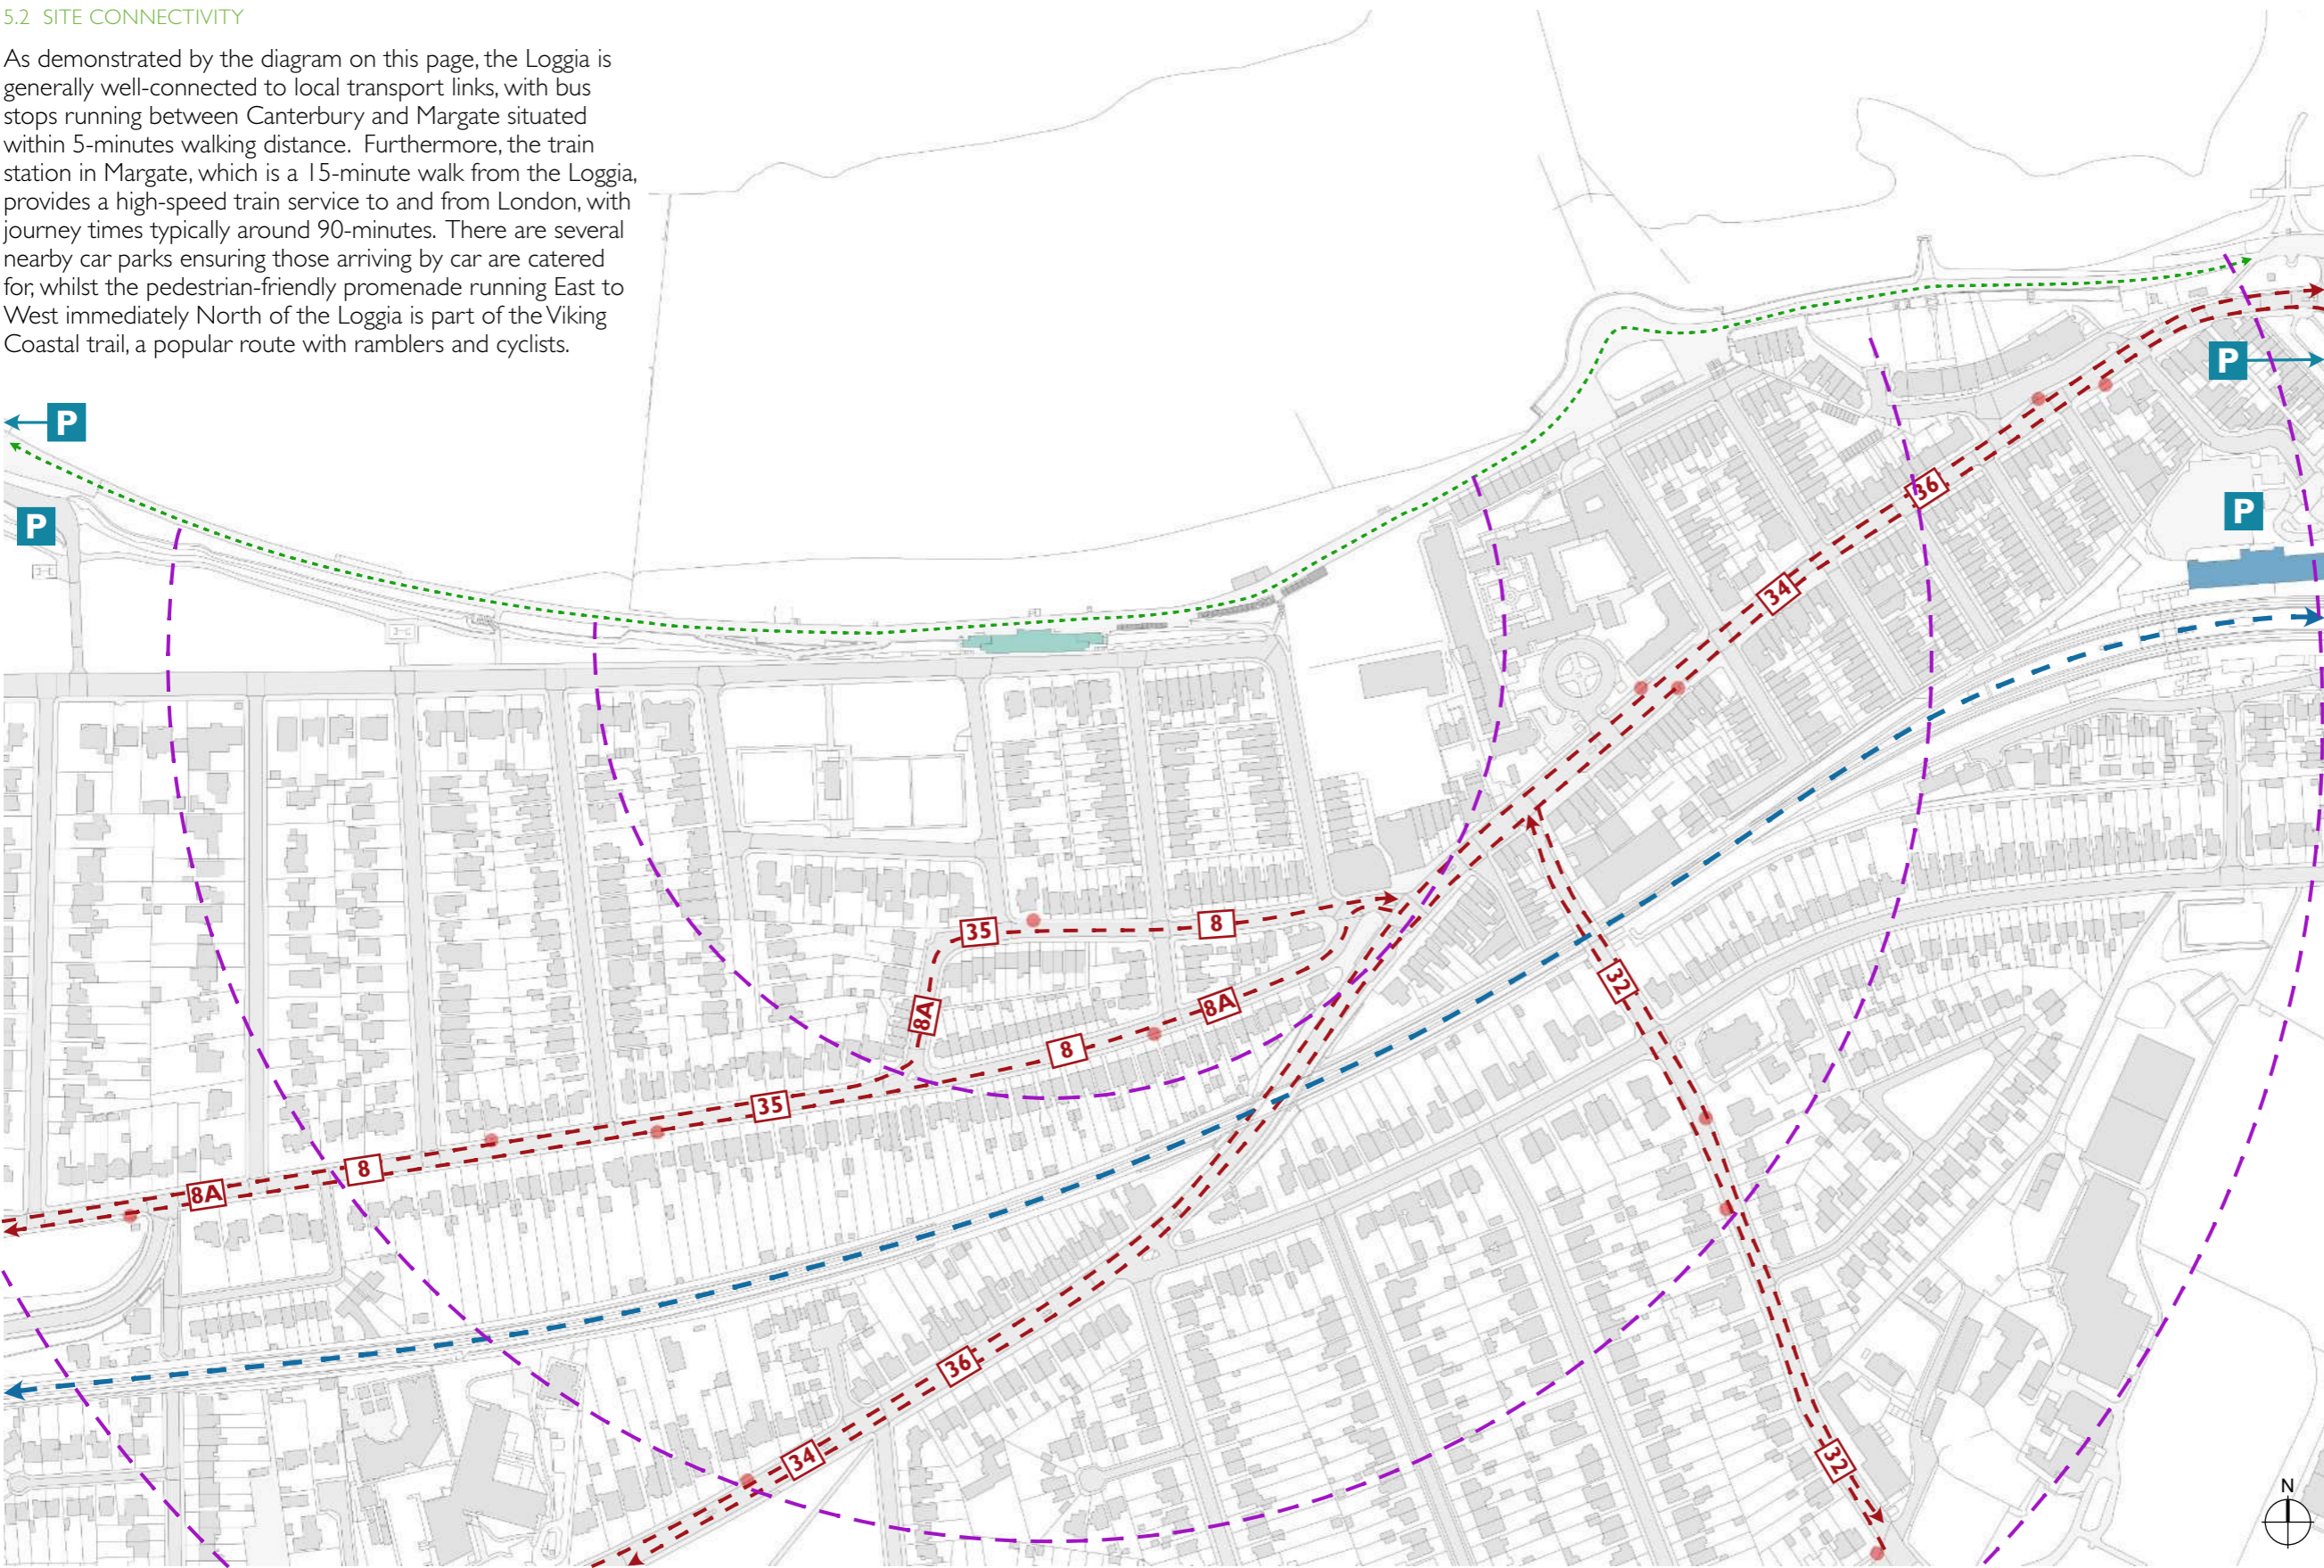 5.2 SITE CONNECTIVITY
As demonstrated by the diagram on this page, the Loggia is
generally well-connected to local transport links, with bus
stops running between Canterbury and Margate situated
within 5-minutes walking distance. Furthermore, the train
station in Margate, which is a 15-minute walk from the Loggia,
provides a high-speed train service to and from London, with
journey times typically around 90-minutes. There are several
nearby car parks ensuring those arriving by car are catered
for, whilst the pedestrian-friendly promenade running East to
West immediately North of the Loggia is part of the Viking
Coastal trail, a popular route with ramblers and cyclists.
P
P
P
P
36
34
35
8
32
8A
8A
8
35
8
8A
36
34
32
N